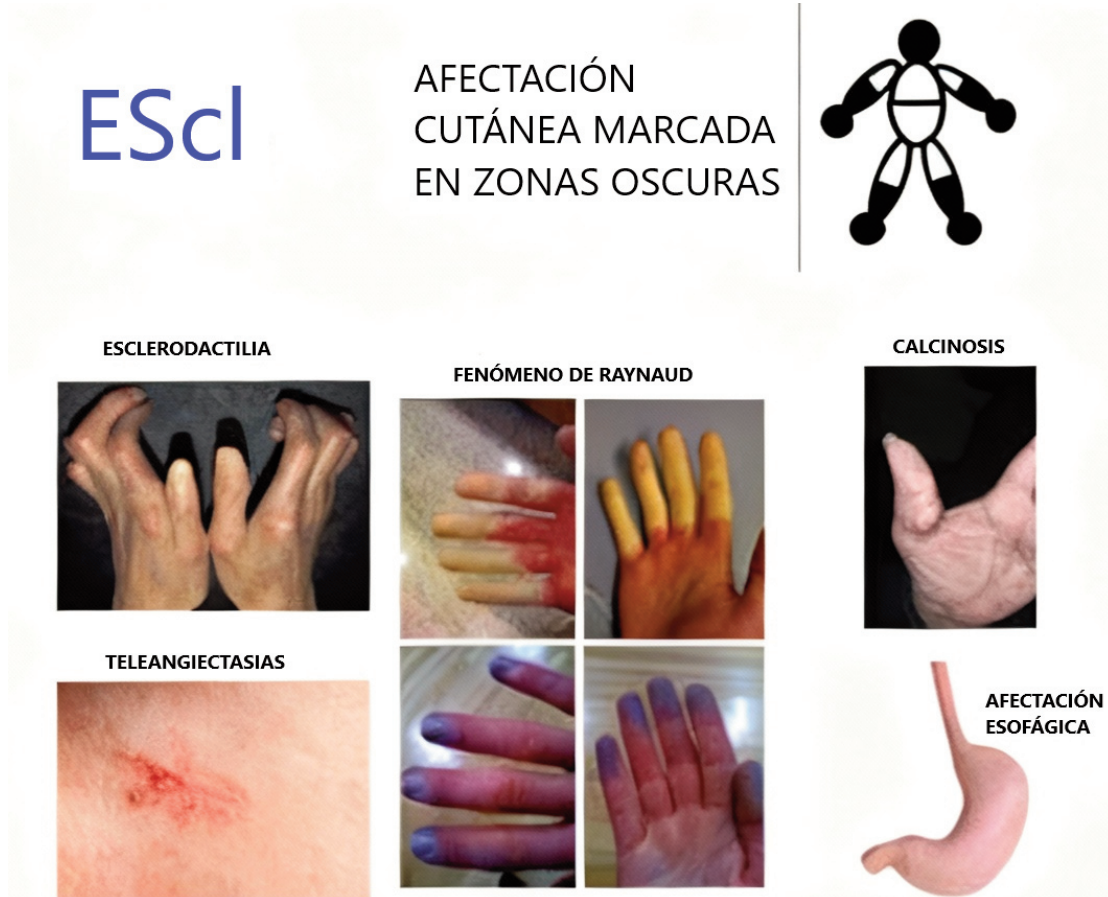 EScl
AFECTACIÓN
CUTÁNEA MARCADA
EN ZONAS OSCURAS
ESCLERODACTILIA
FENÓMENO DE RAYNAUD
CALCINOSIS
TELEANGIECTASIAS
AFECTACIÓN
ESOFÁGICA